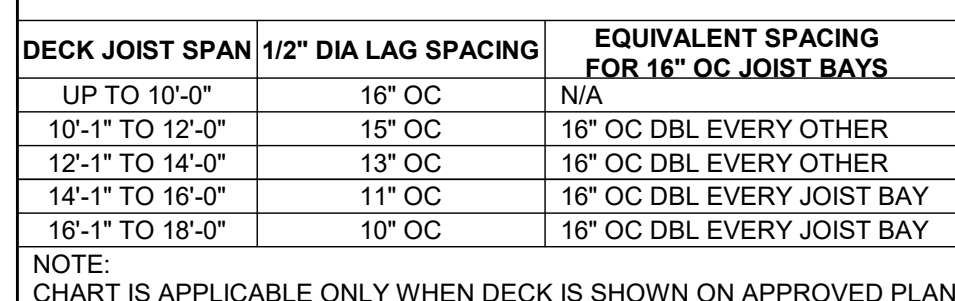 DECK JOIST SPAN 1/2" DIA LAG SPACING EQUIVALENT SPACING
FOR 16" OC JOIST BAYS
UP TO 10'-0" 16" OC N/A
10'-1" TO 12'-0" 15" OC 16" OC DBL EVERY OTHER
12'-1" TO 14'-0" 13" OC 16" OC DBL EVERY OTHER
14'-1" TO 16'-0" 11" OC 16" OC DBL EVERY JOIST BAY
16'-1" TO 18'-0" 10" OC 16" OC DBL EVERY JOIST BAY
NOTE:
CHART IS APPLICABLE ONLY WHEN DECK IS SHOWN ON APPROVED PLAN